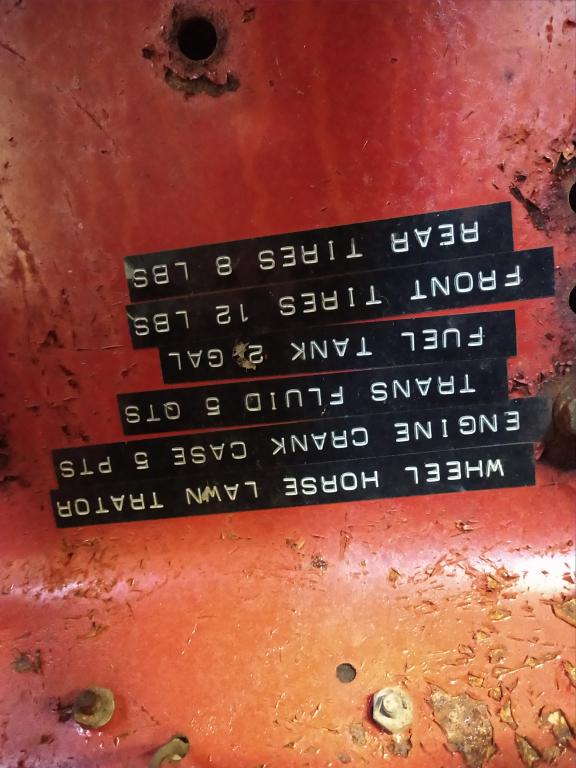 WHEEL HORSE LAWN TRATOR
ENGINE CRANK CASE 5 PTS
TRANS FLUID 5 QTS
FUEL TANK 2 GAL
FRONT TIRES 12 LBS
REAR TIRES 8 LBS